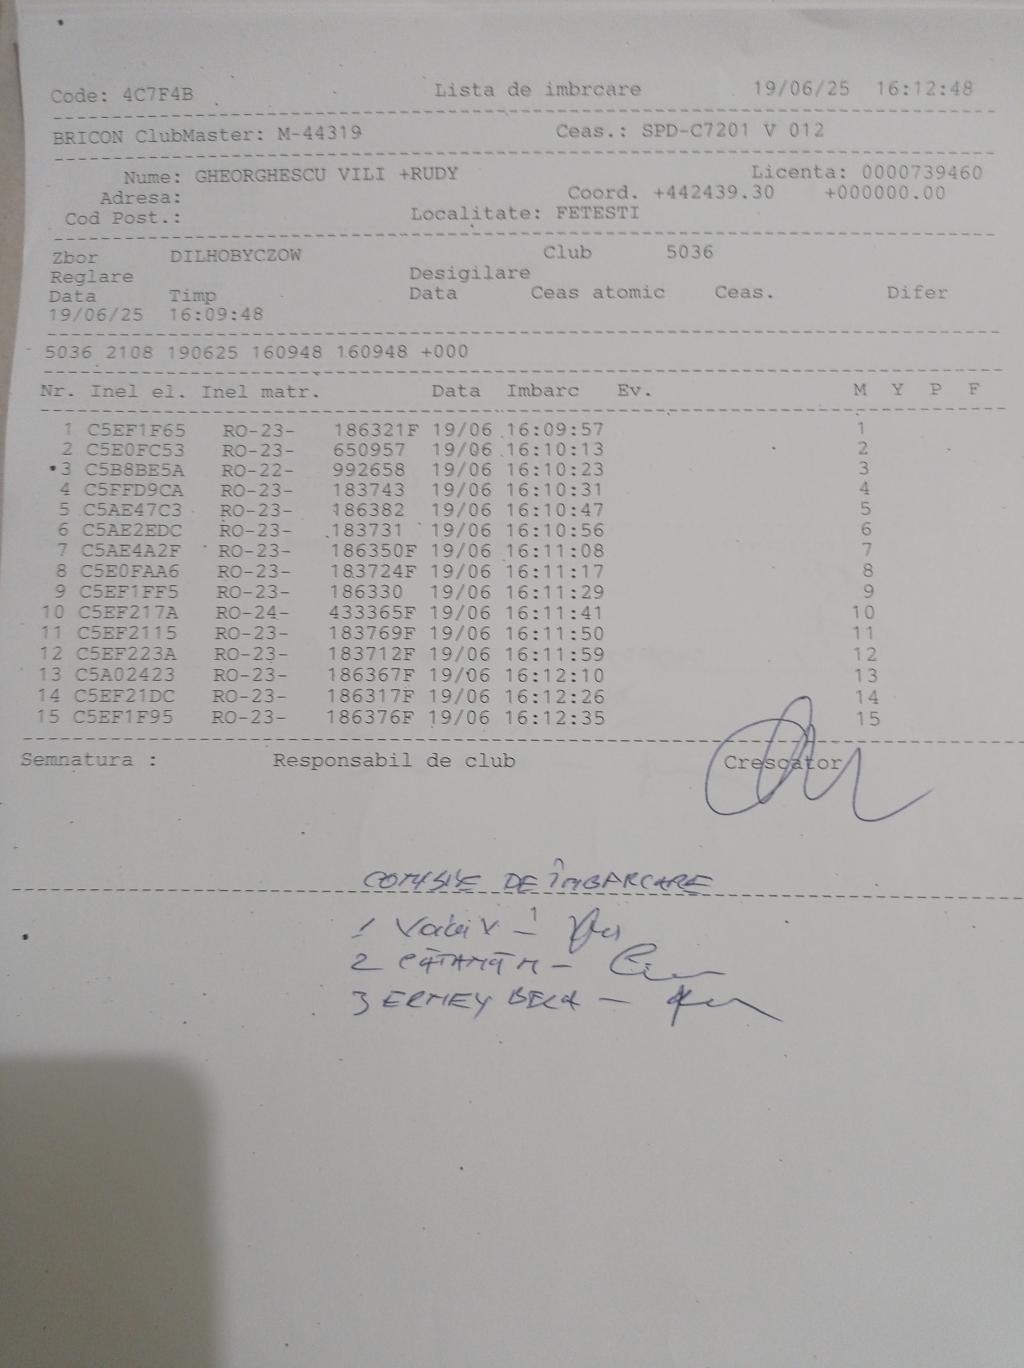 Code: 4C7F4B Lista de imbrcare 19/06/25 16:12:48
BRICON ClubMaster: M-44319 Ceas.: SPD-C7201 V 012
Nume: GHEORGHESCU VILI +RUDY Licenta: 0000739460
Adresa: Coord. +442439.30 +000000.00
Cod Post.: Localitate: FETESTI
Zbor DILHOBYCZOW Club 5036
Reglare Desigilare
Data Timp Data Ceas atomic Ceas. Difer
19/06/25 16:09:48
5036 2108 190625 160948 160948 +000
Nr. Inel el. Inel matr. Data Imbarc Ev. M Y P F
1 C5EF1F65 RO-23- 186321F 19/06 16:09:57 1
2 C5E0FC53 RO-23- 650957 19/06 16:10:13 2
3 C5B8BE5A RO-22- 992658 19/06 16:10:23 3
4 C5FFD9CA RO-23- 183743 19/06 16:10:31 4
5 C5AE47C3 RO-23- 186382 19/06 16:10:47 5
6 C5AE2EDC RO-23- 183731 19/06 16:10:56 6
7 C5AE4A2F RO-23- 186350F 19/06 16:11:08 7
8 C5E0FAA6 RO-23- 183724F 19/06 16:11:17 8
9 C5EF1FF5 RO-23- 186330 19/06 16:11:29 9
10 C5EF217A RO-24- 433365F 19/06 16:11:41 10
11 C5EF2115 RO-23- 183769F 19/06 16:11:50 11
12 C5EF223A RO-23- 183712F 19/06 16:11:59 12
13 C5A02423 RO-23- 186367F 19/06 16:12:10 13
14 C5EF21DC RO-23- 186317F 19/06 16:12:26 14
15 C5EF1F95 RO-23- 186376F 19/06 16:12:35 15
Semnatura : Responsabil de club Crescator
DE ÎMBARCARE
1
2
3